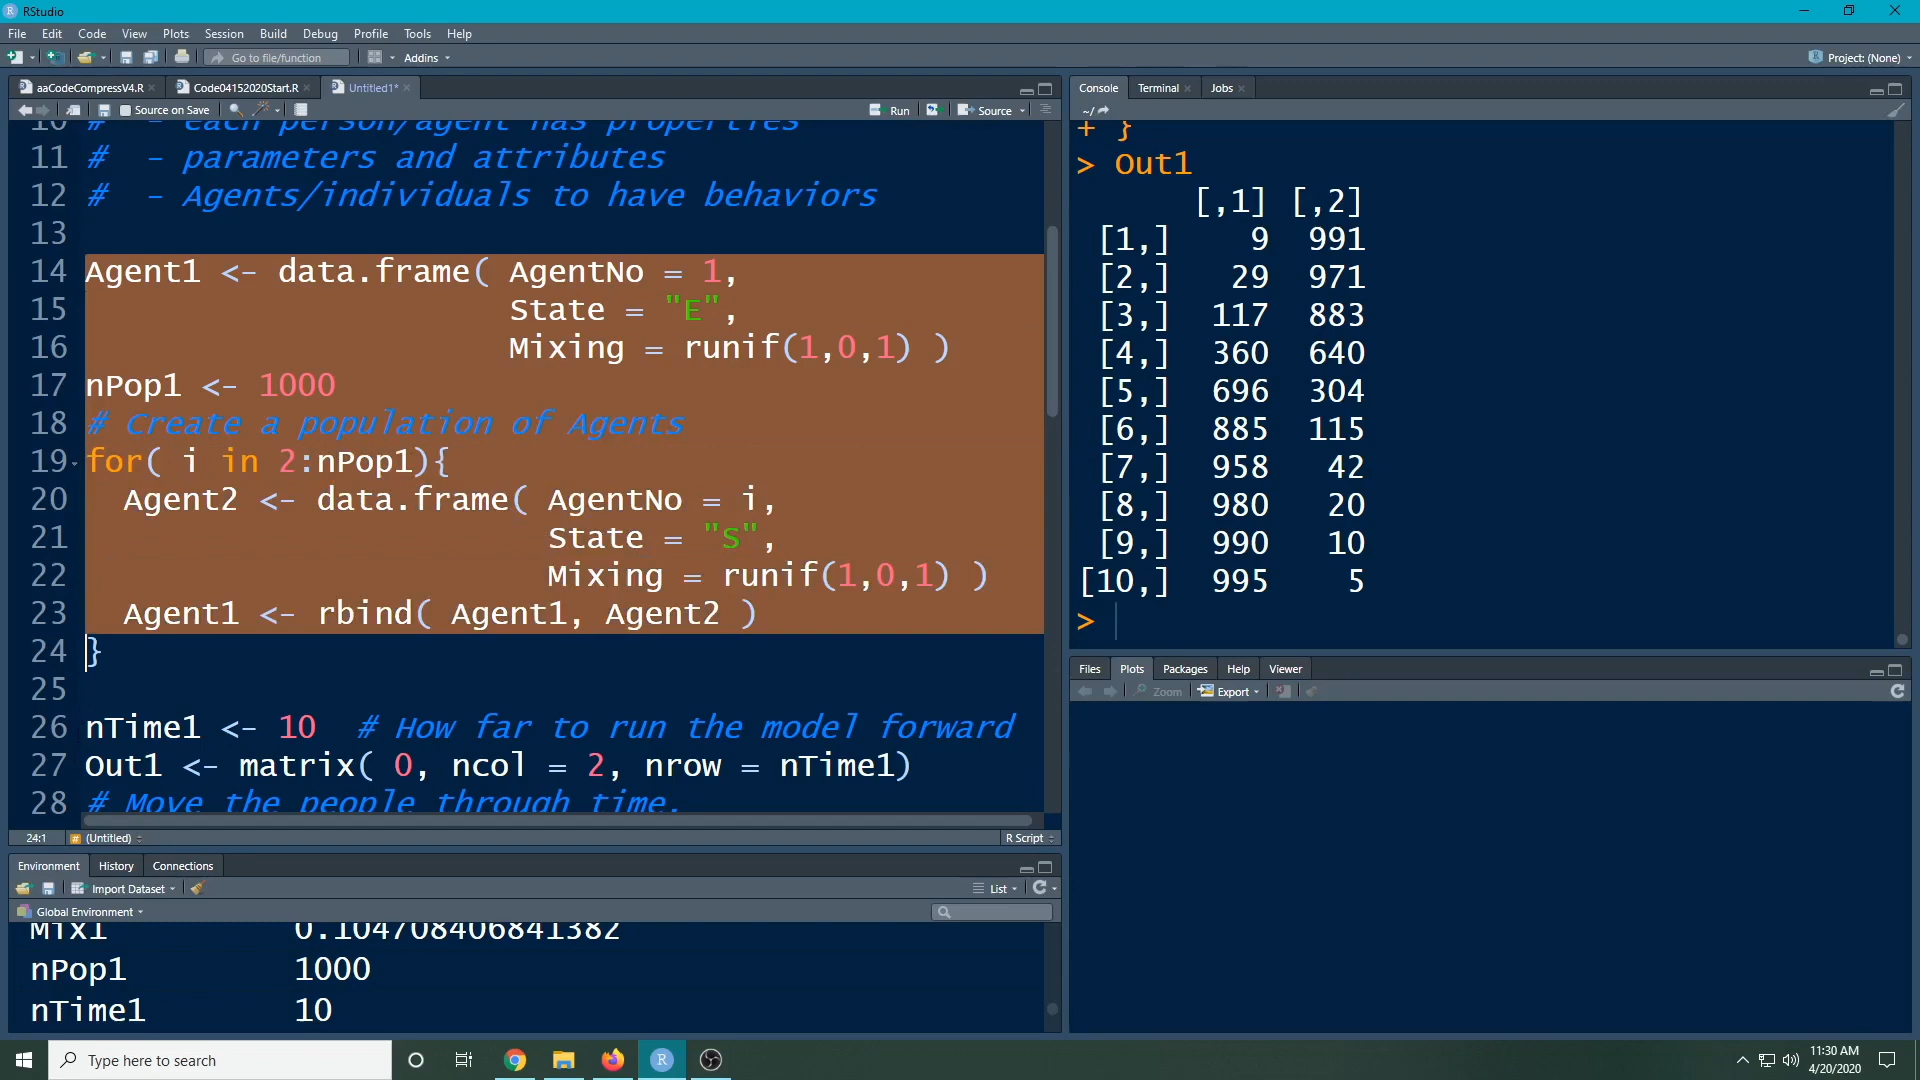 RStudio
File Edit Code View Plots Session Build Debug Profile Tools Help
Go to file/function Addins Project: (None)
aaCodeCompressV4.R Code04152020Start.R Untitled1*
Source on Save Run Source
10 # - each person/agent has properties
11 # - parameters and attributes
12 # - Agents/individuals to have behaviors
13
14 Agent1 <- data.frame( AgentNo = 1,
15 State = "E",
16 Mixing = runif(1,0,1) )
17 nPop1 <- 1000
18 # Create a population of Agents
19 for( i in 2:nPop1){
20 Agent2 <- data.frame( AgentNo = i,
21 State = "S",
22 Mixing = runif(1,0,1) )
23 Agent1 <- rbind( Agent1, Agent2 )
24 }
25
26 nTime1 <- 10 # How far to run the model forward
27 Out1 <- matrix( 0, ncol = 2, nrow = nTime1)
28 # Move the people through time.
24:1 (Untitled) R Script
Environment History Connections
Import Dataset List
Global Environment
Mix1 0.104708406841382
nPop1 1000
nTime1 10
Console Terminal Jobs
~/
+ }
> Out1
[,1] [,2]
[1,] 9 991
[2,] 29 971
[3,] 117 883
[4,] 360 640
[5,] 696 304
[6,] 885 115
[7,] 958 42
[8,] 980 20
[9,] 990 10
[10,] 995 5
>
Files Plots Packages Help Viewer
Zoom Export
Type here to search
11:30 AM
4/20/2020